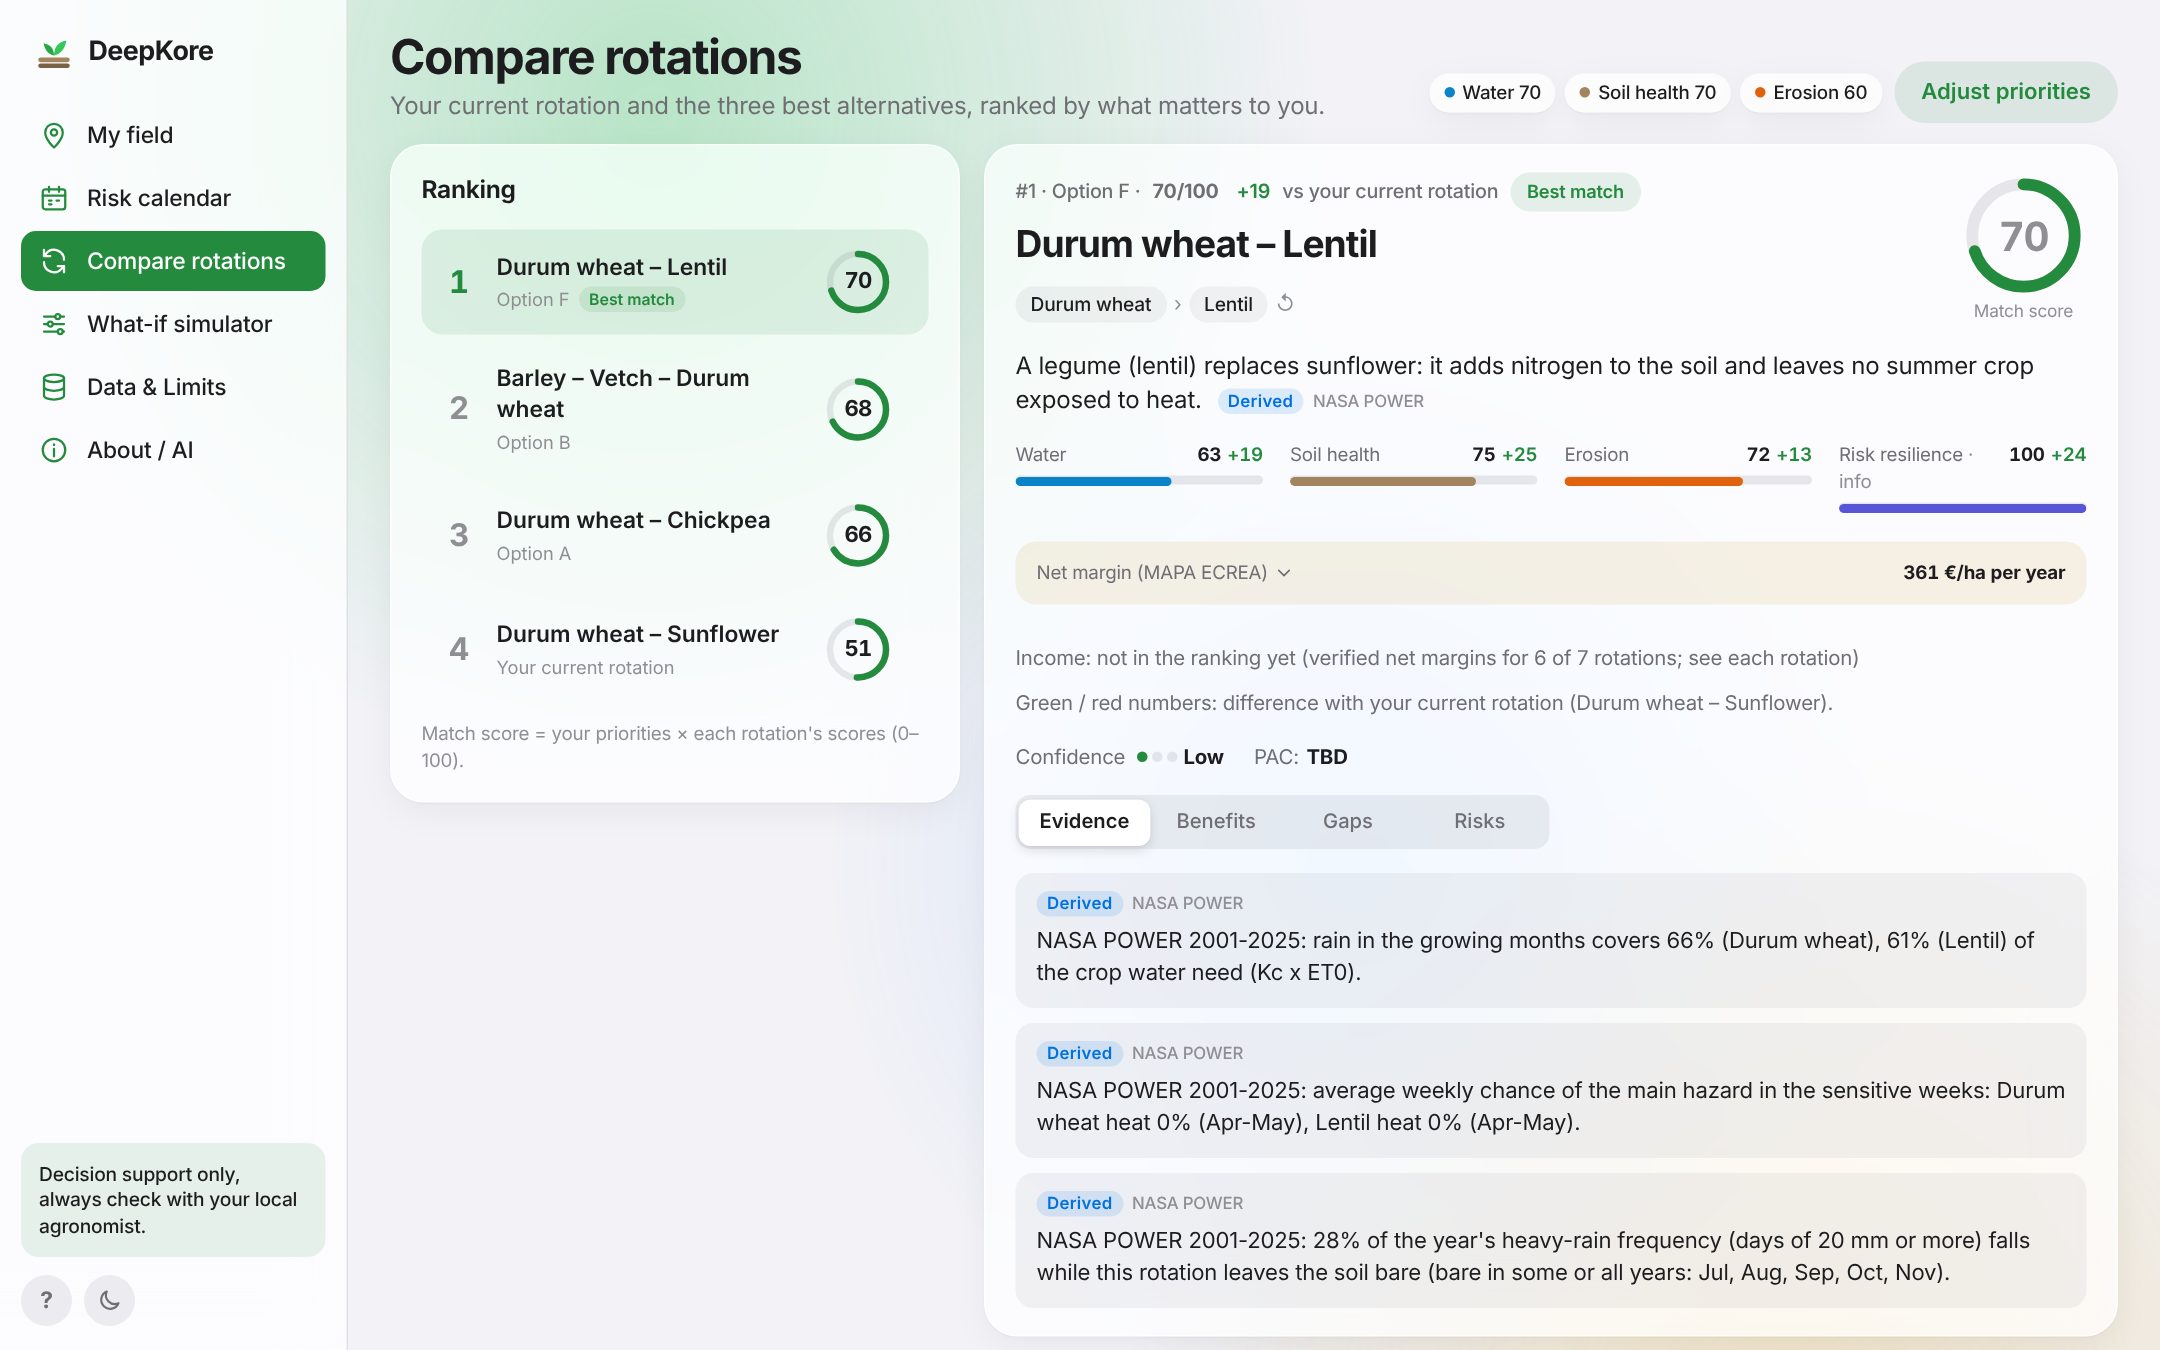 DeepKore
My field
Risk calendar
Compare rotations
What-if simulator
Data & Limits
About / AI
Decision support only,
always check with your local
agronomist.
?
Compare rotations
Your current rotation and the three best alternatives, ranked by what matters to you.
Water 70
Soil health 70
Erosion 60
Adjust priorities
Ranking
1
Durum wheat – Lentil
Option F Best match
70
2
Barley – Vetch – Durum
wheat
Option B
68
3
Durum wheat – Chickpea
Option A
66
4
Durum wheat – Sunflower
Your current rotation
51
Match score = your priorities × each rotation's scores (0–
100).
#1 · Option F · 70/100 +19 vs your current rotation Best match
Durum wheat – Lentil
Durum wheat › Lentil
70
Match score
A legume (lentil) replaces sunflower: it adds nitrogen to the soil and leaves no summer crop
exposed to heat. Derived NASA POWER
Water 63 +19
Soil health 75 +25
Erosion 72 +13
Risk resilience · info 100 +24
Net margin (MAPA ECREA) 361 €/ha per year
Income: not in the ranking yet (verified net margins for 6 of 7 rotations; see each rotation)
Green / red numbers: difference with your current rotation (Durum wheat – Sunflower).
Confidence Low PAC: TBD
Evidence Benefits Gaps Risks
Derived NASA POWER
NASA POWER 2001-2025: rain in the growing months covers 66% (Durum wheat), 61% (Lentil) of
the crop water need (Kc x ET0).
Derived NASA POWER
NASA POWER 2001-2025: average weekly chance of the main hazard in the sensitive weeks: Durum
wheat heat 0% (Apr-May), Lentil heat 0% (Apr-May).
Derived NASA POWER
NASA POWER 2001-2025: 28% of the year's heavy-rain frequency (days of 20 mm or more) falls
while this rotation leaves the soil bare (bare in some or all years: Jul, Aug, Sep, Oct, Nov).